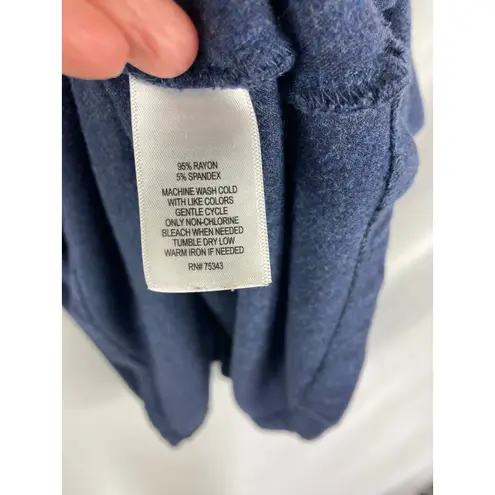 95% RAYON
5% SPANDEX
MACHINE WASH COLD
WITH LIKE COLORS
GENTLE CYCLE
ONLY NON-CHLORINE
BLEACH WHEN NEEDED
TUMBLE DRY LOW
WARM IRON IF NEEDED
RN# 75343